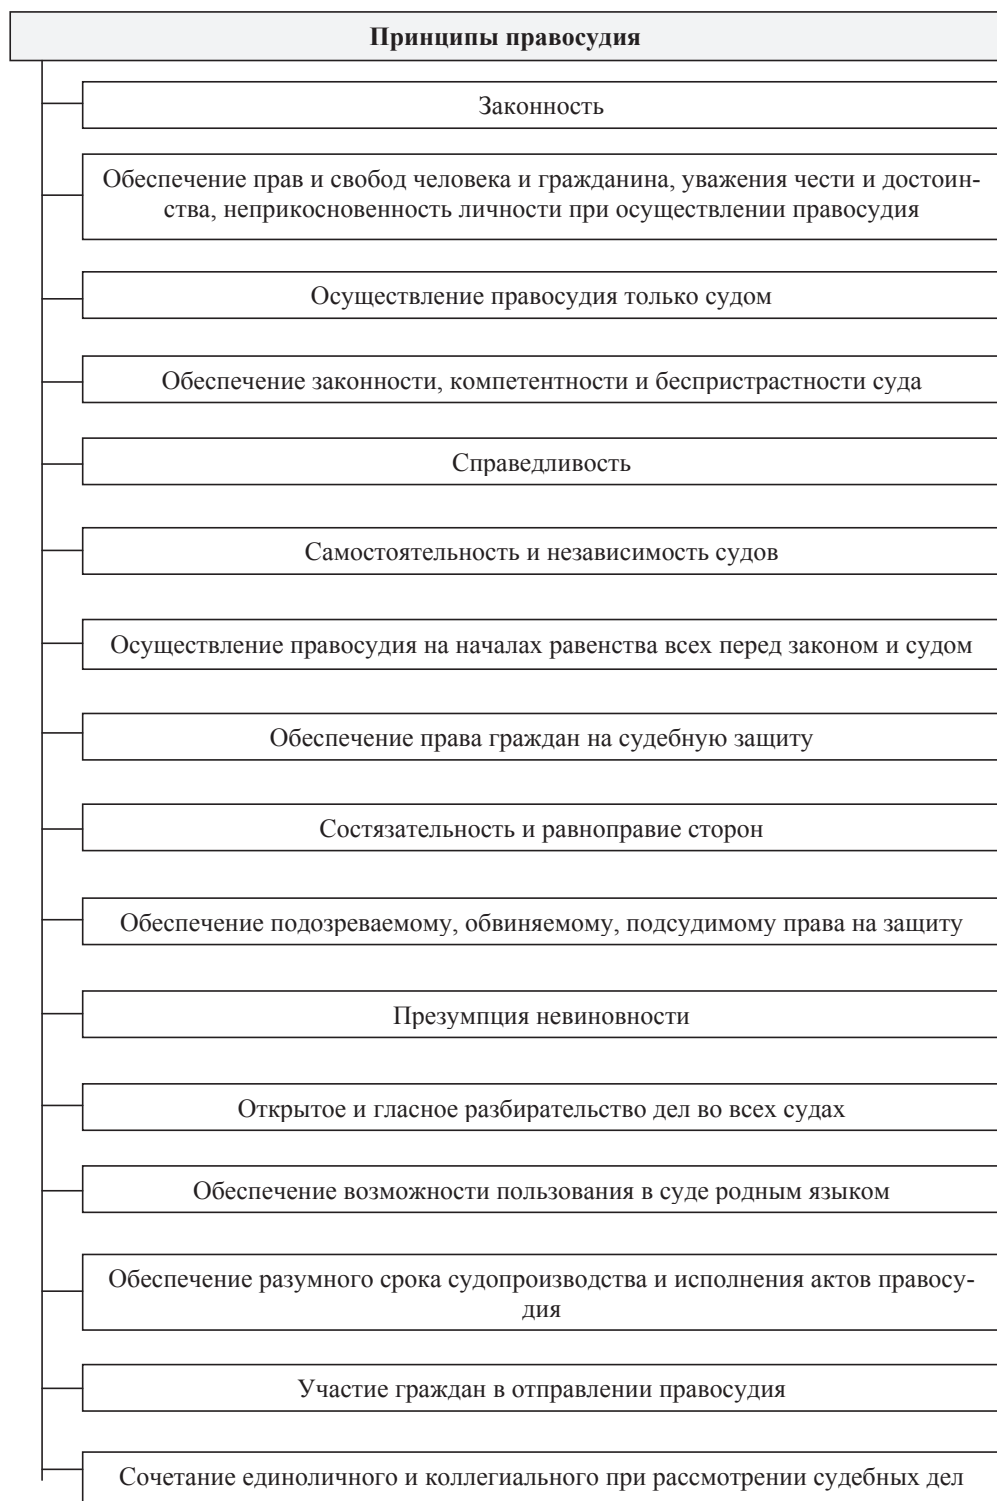 Принципы правосудия
Законность
Обеспечение прав и свобод человека и гражданина, уважения чести и достоин-
ства, неприкосновенность личности при осуществлении правосудия
Осуществление правосудия только судом
Обеспечение законности, компетентности и беспристрастности суда
Справедливость
Самостоятельность и независимость судов
Осуществление правосудия на началах равенства всех перед законом и судом
Обеспечение права граждан на судебную защиту
Состязательность и равноправие сторон
Обеспечение подозреваемому, обвиняемому, подсудимому права на защиту
Презумпция невиновности
Открытое и гласное разбирательство дел во всех судах
Обеспечение возможности пользования в суде родным языком
Обеспечение разумного срока судопроизводства и исполнения актов правосу-
дия
Участие граждан в отправлении правосудия
Сочетание единоличного и коллегиального при рассмотрении судебных дел